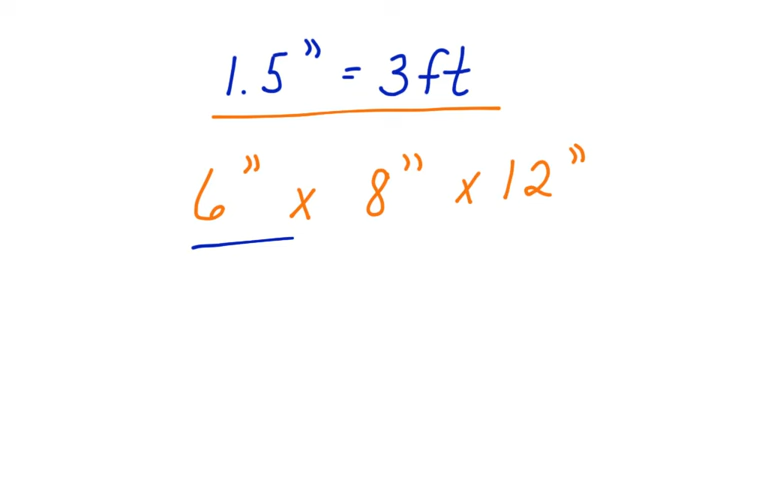 1.5" = 3ft
6" x 8" x 12"